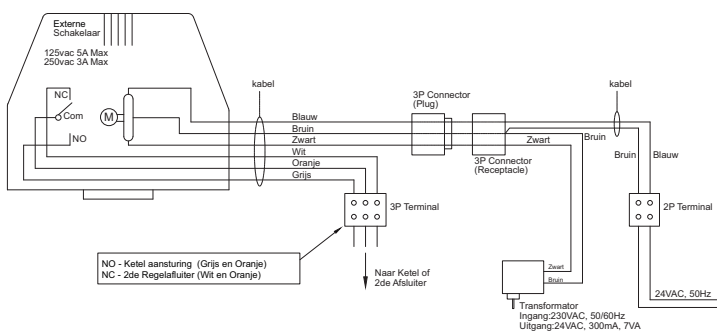 Externe
Schakelaar
125vac 5A Max
250vac 3A Max
NC
Com
NO
M
kabel
Blauw
Bruin
Zwart
Wit
Oranje
Grijs
3P Connector
(Plug)
3P Connector
(Receptacle)
kabel
Zwart
Bruin
Bruin
Blauw
3P Terminal
2P Terminal
NO - Ketel aansturing (Grijs en Oranje)
NC - 2de Regelafluiter (Wit en Oranje)
Naar Ketel of
2de Afsluiter
Zwart
Bruin
24VAC, 50Hz
Transformator
Ingang:230VAC, 50/60Hz
Uitgang:24VAC, 300mA, 7VA